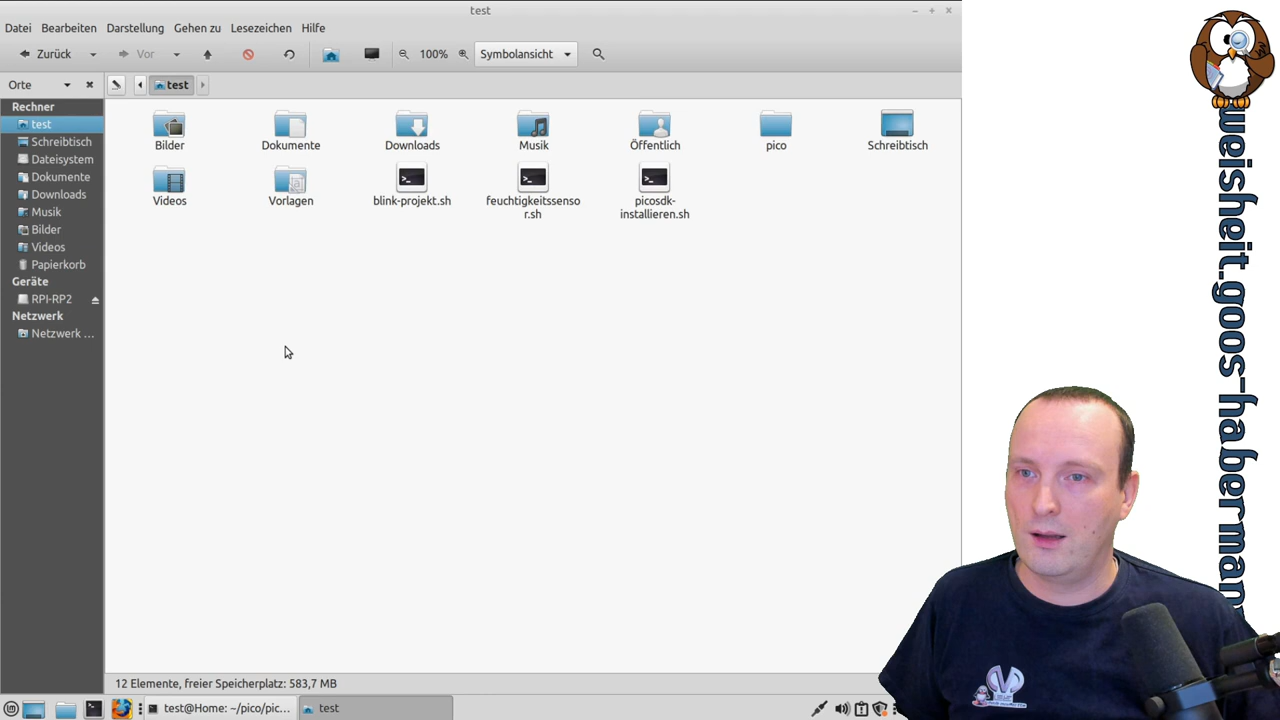 test
Datei Bearbeiten Darstellung Gehen zu Lesezeichen Hilfe
Zurück Vor 100% Symbolansicht
Orte test
Rechner
test
Schreibtisch
Dateisystem
Dokumente
Downloads
Musik
Bilder
Videos
Papierkorb
Geräte
RPI-RP2
Netzwerk
Netzwerk ...
Bilder Dokumente Downloads Musik Öffentlich pico Schreibtisch
Videos Vorlagen blink-projekt.sh feuchtigkeitssenso picosdk-
r.sh installieren.sh
12 Elemente, freier Speicherplatz: 583,7 MB
test@Home: ~/pico/pic... test
weisheit.goos-haberman